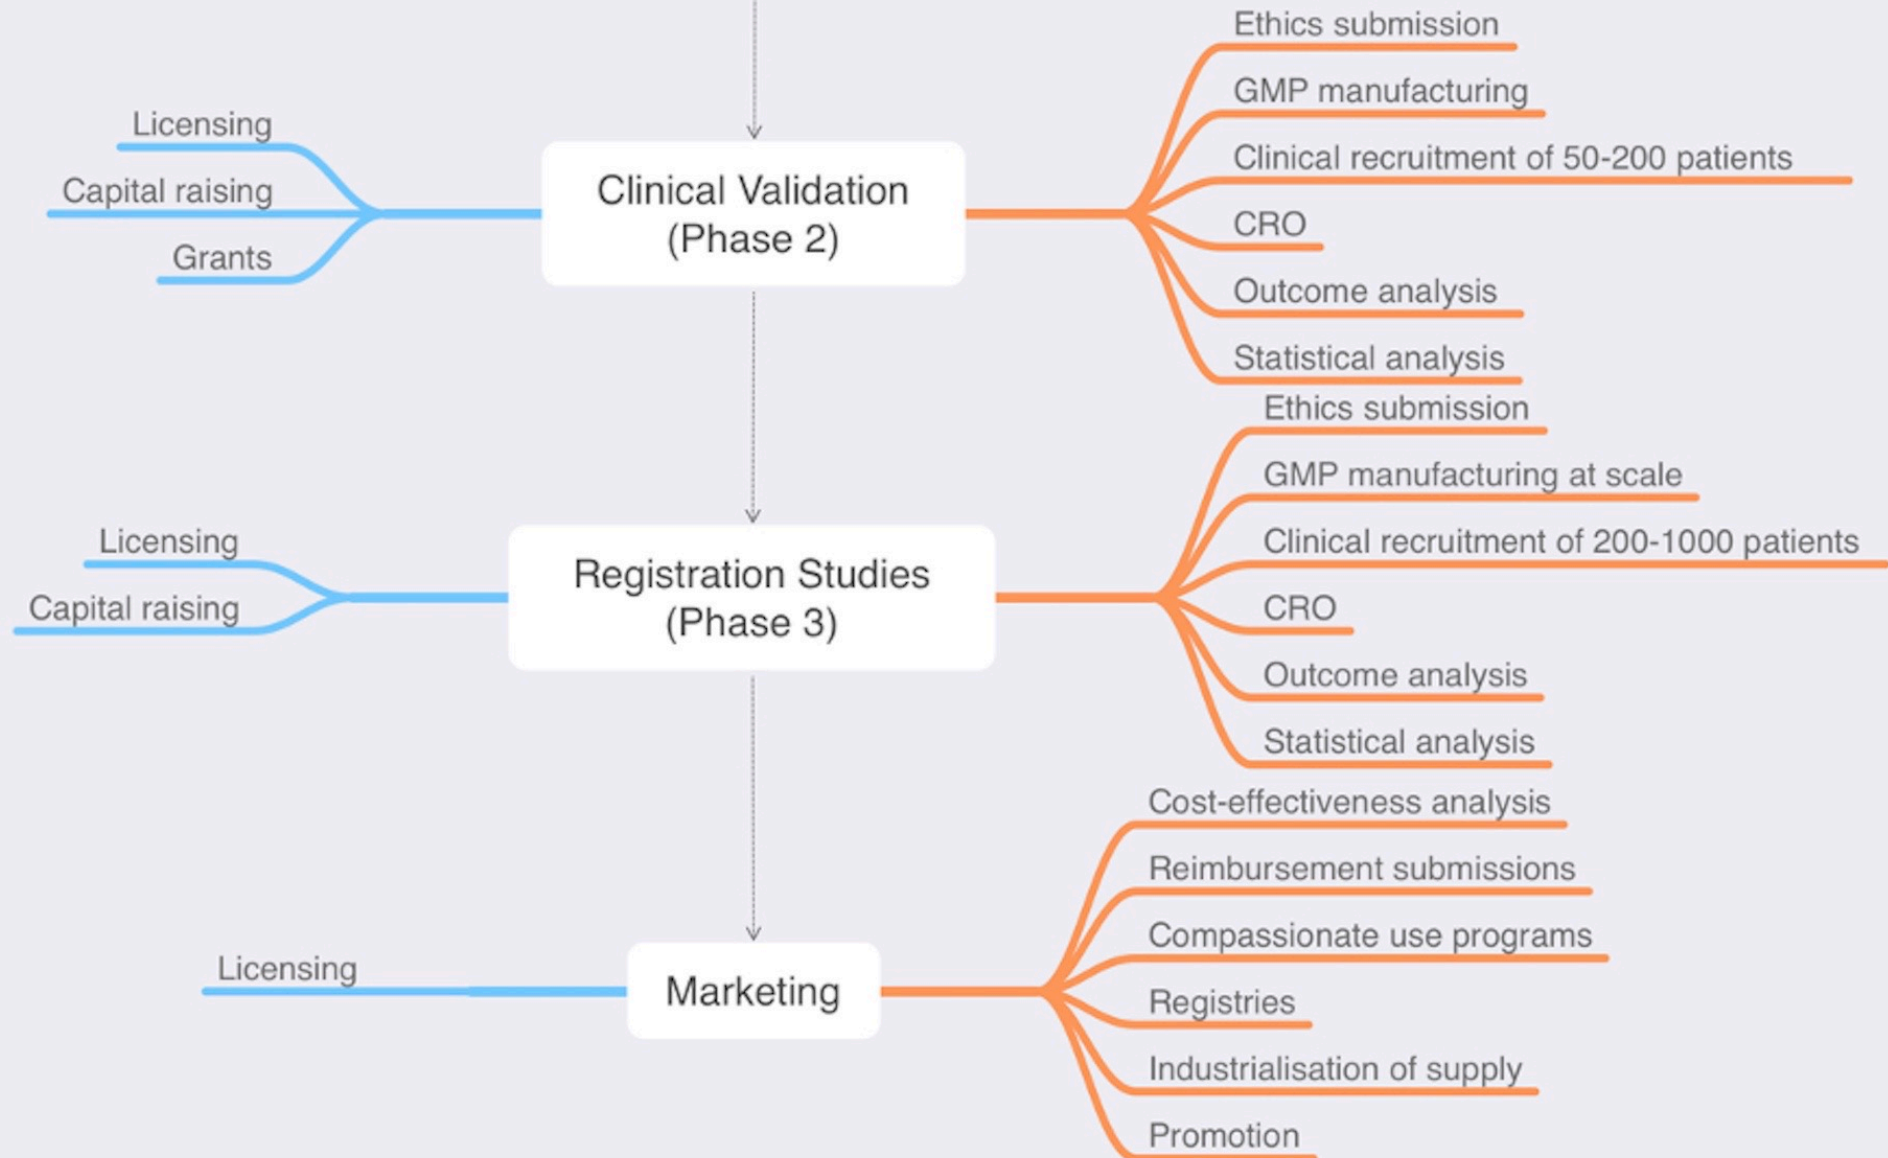 Licensing
Capital raising
Grants
Clinical Validation
(Phase 2)
Ethics submission
GMP manufacturing
Clinical recruitment of 50-200 patients
CRO
Outcome analysis
Statistical analysis
Licensing
Capital raising
Registration Studies
(Phase 3)
Ethics submission
GMP manufacturing at scale
Clinical recruitment of 200-1000 patients
CRO
Outcome analysis
Statistical analysis
Licensing
Marketing
Cost-effectiveness analysis
Reimbursement submissions
Compassionate use programs
Registries
Industrialisation of supply
Promotion